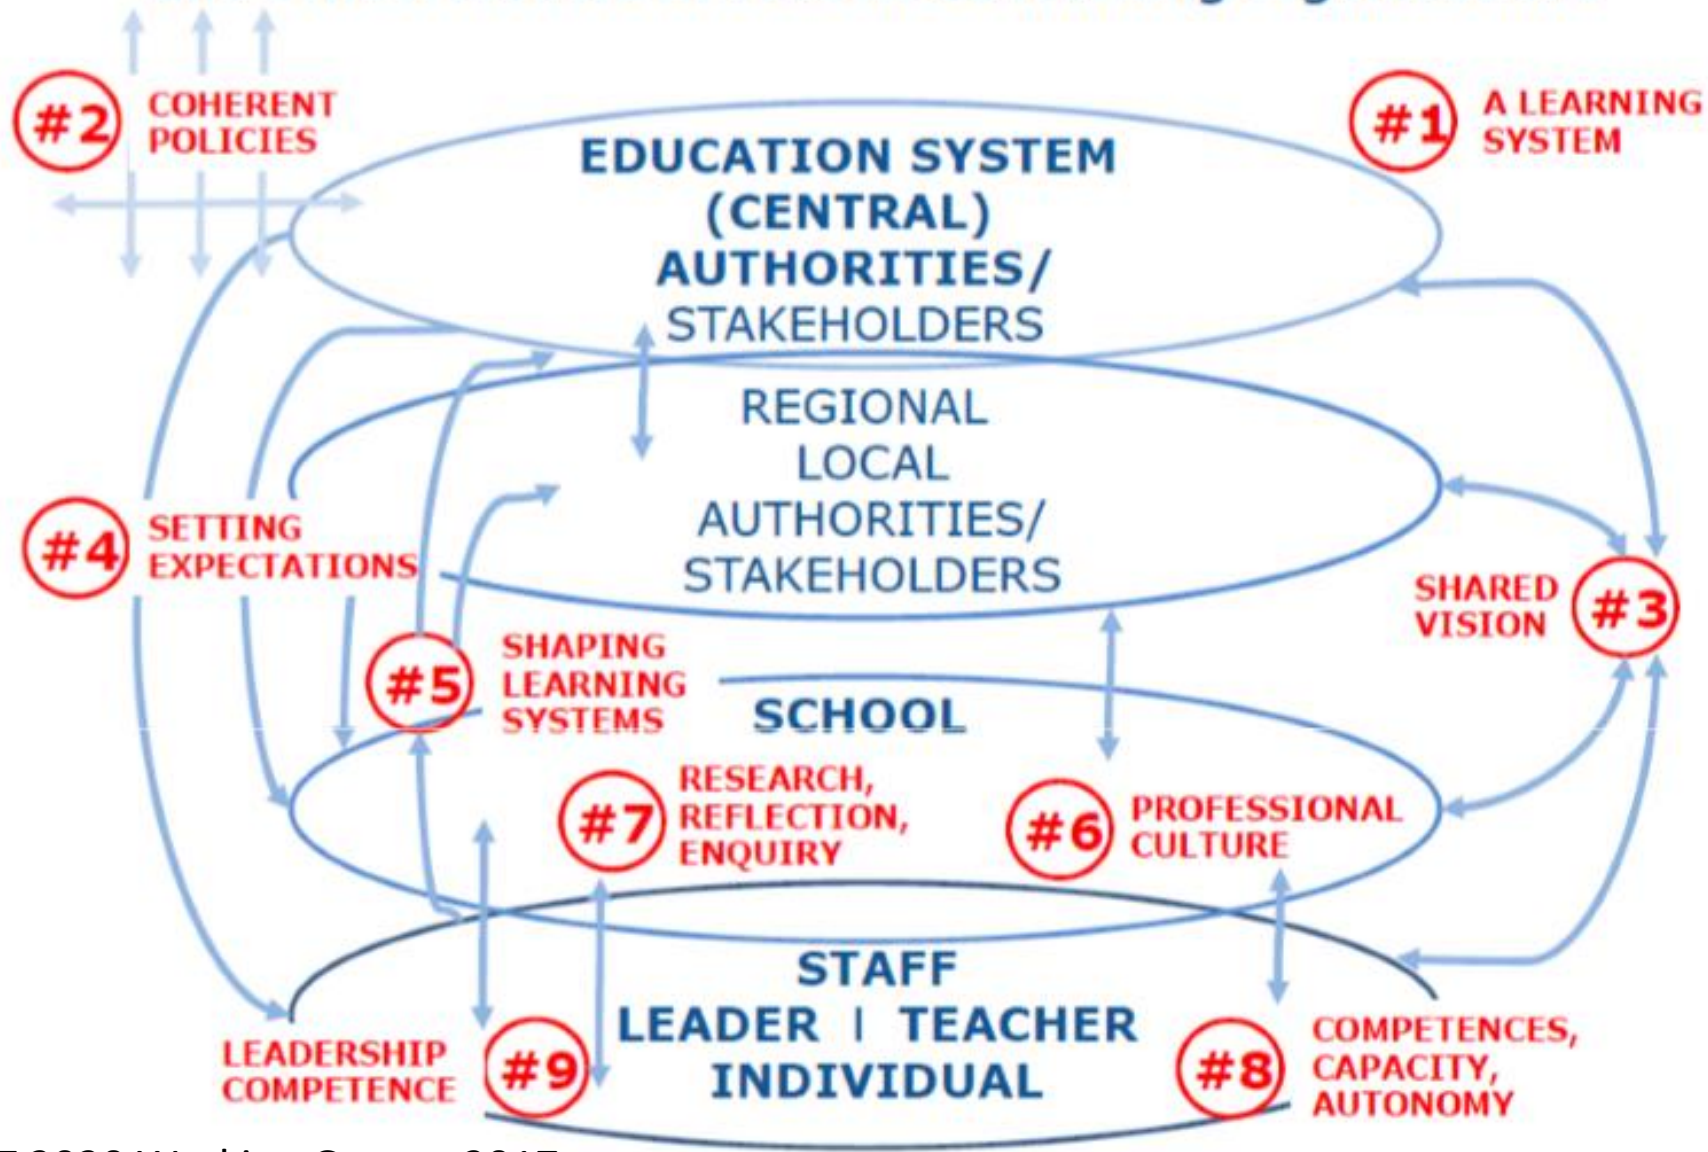 #2
COHERENT
POLICIES
#1
A LEARNING
SYSTEM
EDUCATION SYSTEM
(CENTRAL)
AUTHORITIES/
STAKEHOLDERS
REGIONAL
LOCAL
AUTHORITIES/
STAKEHOLDERS
#4
SETTING
EXPECTATIONS
SHARED
VISION
#3
#5
SHAPING
LEARNING
SYSTEMS
SCHOOL
#7
RESEARCH,
REFLECTION,
ENQUIRY
#6
PROFESSIONAL
CULTURE
STAFF
LEADER | TEACHER
INDIVIDUAL
LEADERSHIP
COMPETENCE
#9
#8
COMPETENCES,
CAPACITY,
AUTONOMY